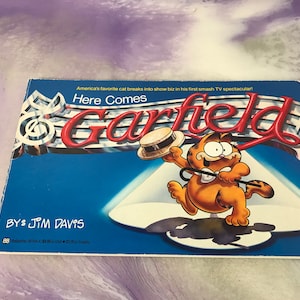 America's favorite cat breaks into show biz in his first smash TV spectacular!
Here Comes
Garfield
BY: JIM DAVIS